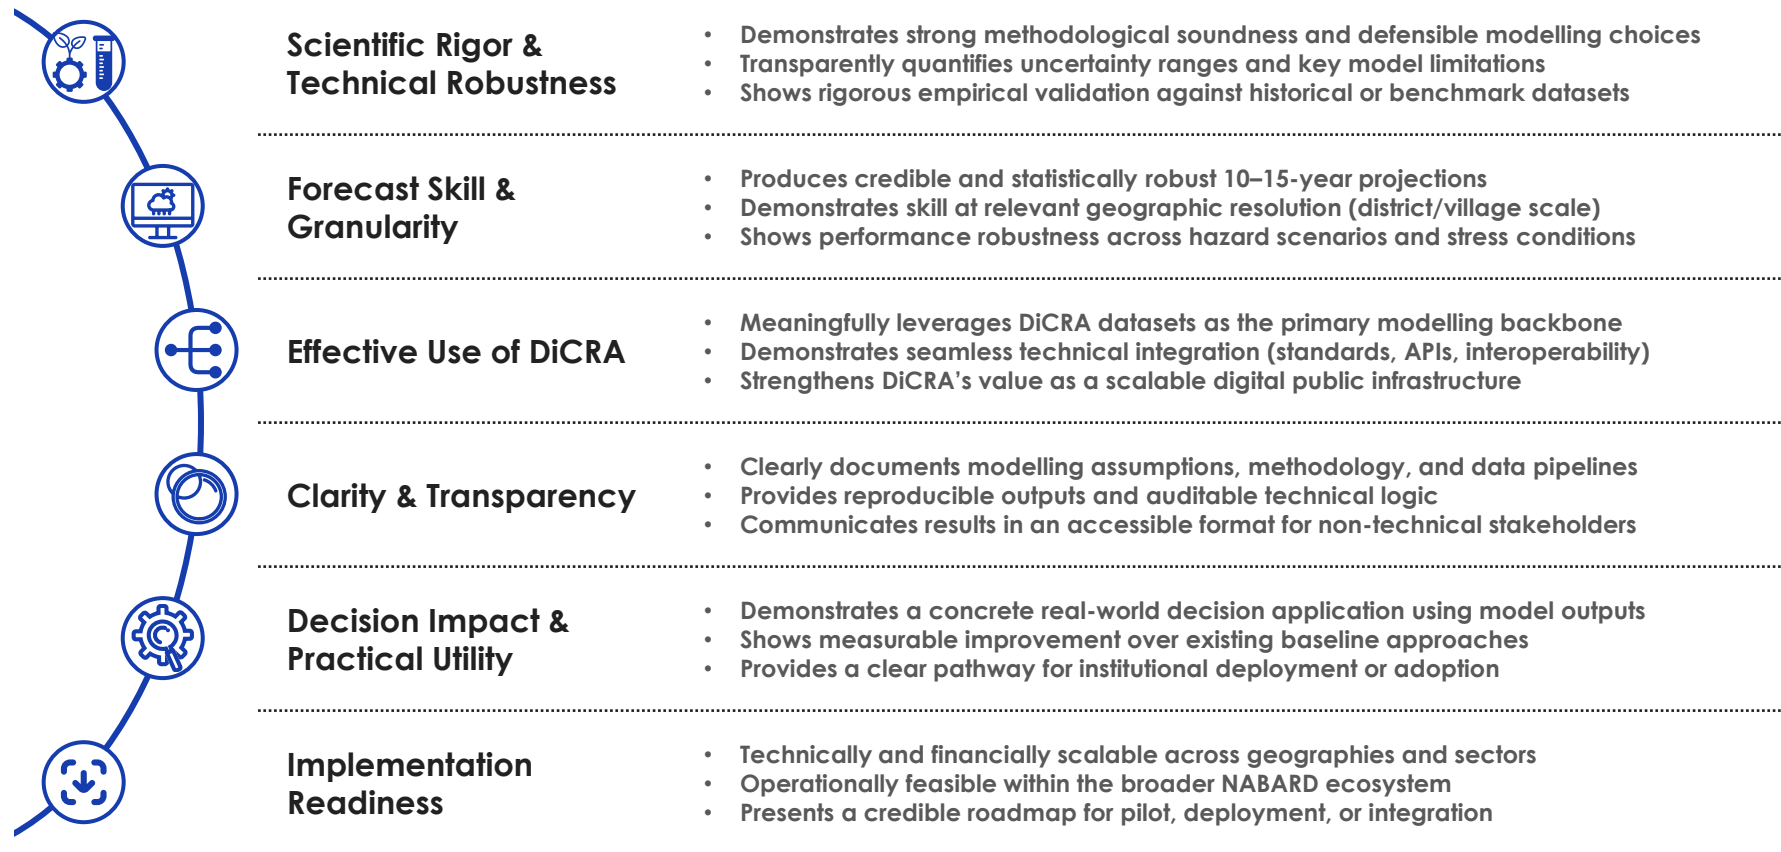 Scientific Rigor &
Technical Robustness
• Demonstrates strong methodological soundness and defensible modelling choices
• Transparently quantifies uncertainty ranges and key model limitations
• Shows rigorous empirical validation against historical or benchmark datasets
Forecast Skill &
Granularity
• Produces credible and statistically robust 10–15-year projections
• Demonstrates skill at relevant geographic resolution (district/village scale)
• Shows performance robustness across hazard scenarios and stress conditions
Effective Use of DiCRA
• Meaningfully leverages DiCRA datasets as the primary modelling backbone
• Demonstrates seamless technical integration (standards, APIs, interoperability)
• Strengthens DiCRA’s value as a scalable digital public infrastructure
Clarity & Transparency
• Clearly documents modelling assumptions, methodology, and data pipelines
• Provides reproducible outputs and auditable technical logic
• Communicates results in an accessible format for non-technical stakeholders
Decision Impact &
Practical Utility
• Demonstrates a concrete real-world decision application using model outputs
• Shows measurable improvement over existing baseline approaches
• Provides a clear pathway for institutional deployment or adoption
Implementation
Readiness
• Technically and financially scalable across geographies and sectors
• Operationally feasible within the broader NABARD ecosystem
• Presents a credible roadmap for pilot, deployment, or integration